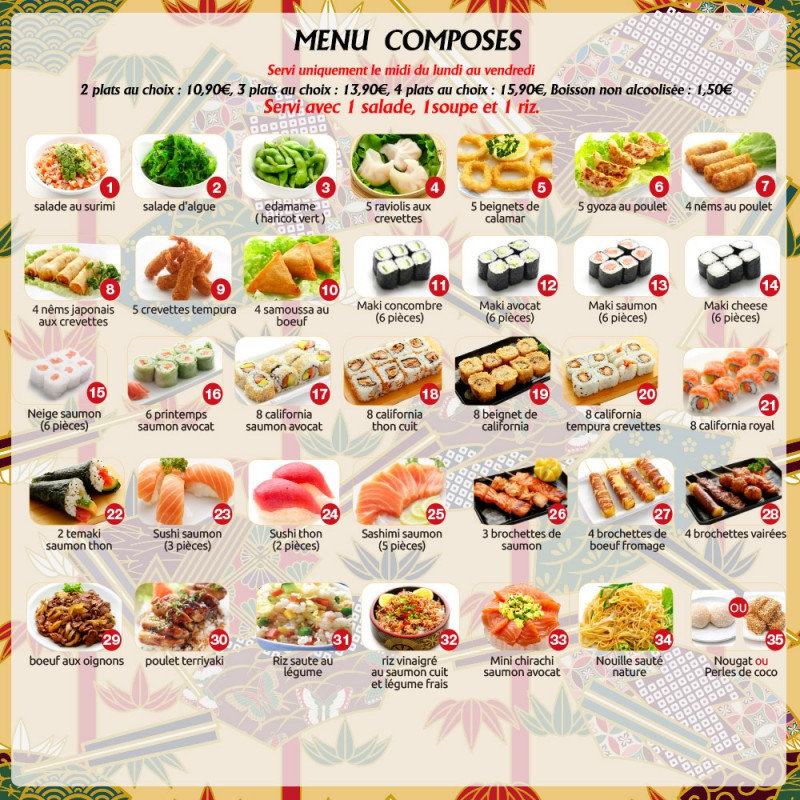 MENU COMPOSES
Servi uniquement le midi du lundi au vendredi
2 plats au choix : 10,90€, 3 plats au choix : 13,90€, 4 plats au choix : 15,90€, Boisson non alcoolisée : 1,50€
Servi avec 1 salade, 1soupe et 1 riz.
1
salade au surimi
2
salade d'algue
3
edamame
( haricot vert )
4
5 raviolis aux
crevettes
5
5 beignets de
calamar
6
5 gyoza au poulet
7
4 nêms au poulet
8
4 nêms japonais
aux crevettes
9
5 crevettes tempura
10
4 samoussa au
boeuf
11
Maki concombre
(6 pièces)
12
Maki avocat
(6 pièces)
13
Maki saumon
(6 pièces)
14
Maki cheese
(6 pièces)
15
Neige saumon
(6 pièces)
16
6 printemps
saumon avocat
17
8 california
saumon avocat
18
8 california
thon cuit
19
8 beignet de
california
20
8 california
tempura crevettes
21
8 california royal
22
2 temaki
saumon thon
23
Sushi saumon
(3 pièces)
24
Sushi thon
(2 pièces)
25
Sashimi saumon
(5 pièces)
26
3 brochettes de
saumon
27
4 brochettes de
boeuf fromage
28
4 brochettes vairées
29
boeuf aux oignons
30
poulet terriyaki
31
Riz saute au
légume
32
riz vinaigré
au saumon cuit
et légume frais
33
Mini chirachi
saumon avocat
34
Nouille sauté
nature
OU
35
Nougat ou
Perles de coco